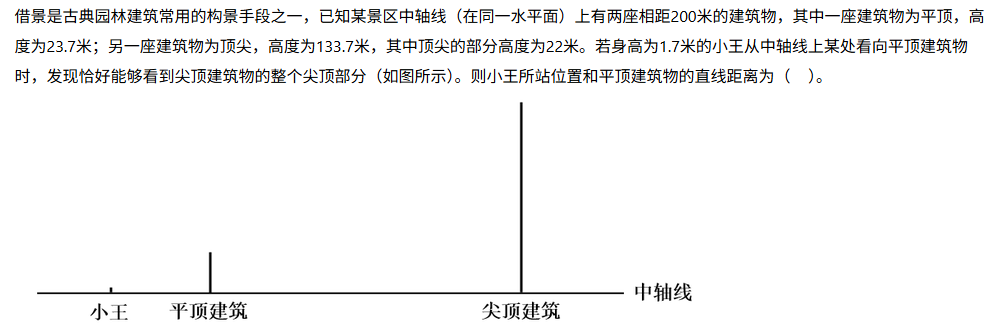 借景是古典园林建筑常用的构景手段之一，已知某景区中轴线（在同一水平面）上有两座相距200米的建筑物，其中一座建筑物为平顶，高
度为23.7米；另一座建筑物为顶尖，高度为133.7米，其中顶尖的部分高度为22米。若身高为1.7米的小王从中轴线上某处看向平顶建筑物
时，发现恰好能够看到尖顶建筑物的整个尖顶部分（如图所示）。则小王所站位置和平顶建筑物的直线距离为（ ）。
中轴线
小王 平顶建筑 尖顶建筑